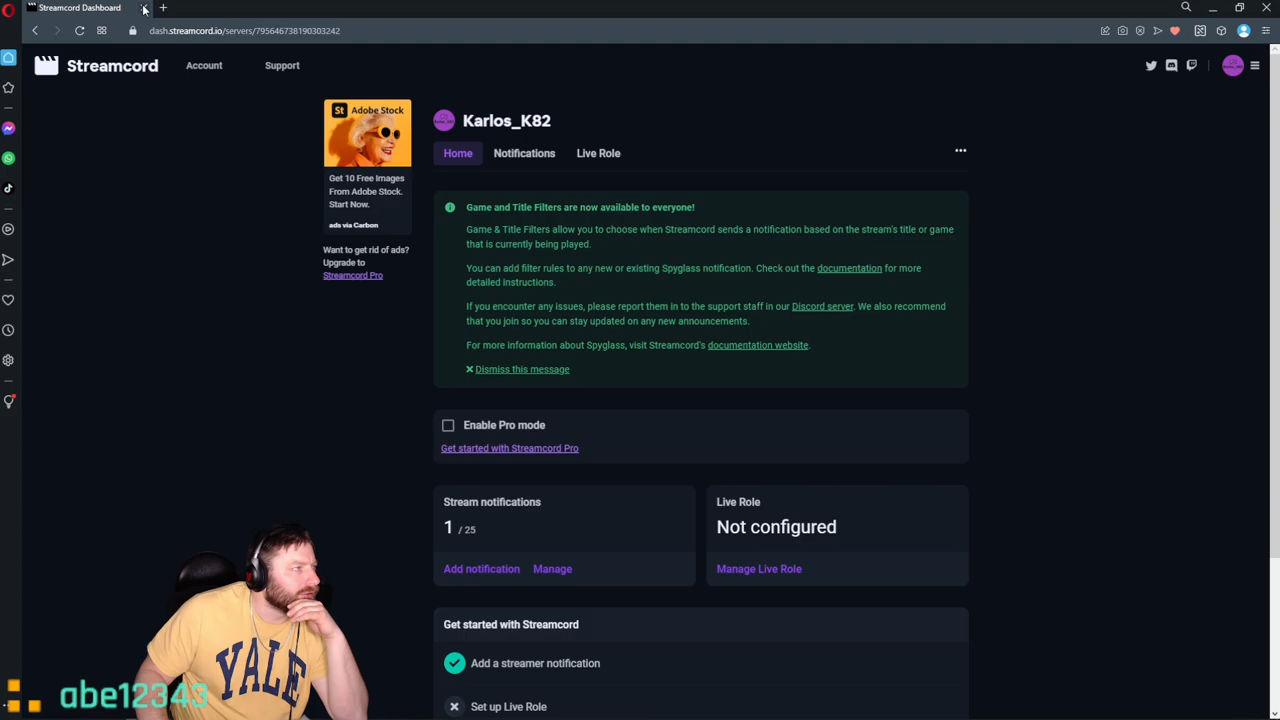 Streamcord Dashboard
dash.streamcord.io/servers/795646738190303242
Streamcord
Account
Support
St Adobe Stock
Get 10 Free Images
From Adobe Stock.
Start Now.
ads via Carbon
Want to get rid of ads?
Upgrade to
Streamcord Pro
Karlos_K82
Home
Notifications
Live Role
Game and Title Filters are now available to everyone!
Game & Title Filters allow you to choose when Streamcord sends a notification based on the stream's title or game
that is currently being played.
You can add filter rules to any new or existing Spyglass notification. Check out the documentation for more
detailed instructions.
If you encounter any issues, please report them in to the support staff in our Discord server. We also recommend
that you join so you can stay updated on any new announcements.
For more information about Spyglass, visit Streamcord's documentation website.
Dismiss this message
Enable Pro mode
Get started with Streamcord Pro
Stream notifications
1 / 25
Add notification
Manage
Live Role
Not configured
Manage Live Role
Get started with Streamcord
Add a streamer notification
Set up Live Role
YALE
abe12343